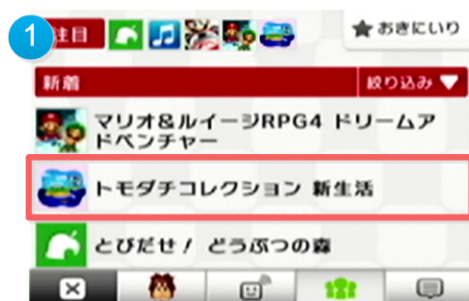 1
注目
★おきにいり
新着
絞り込み▼
マリオ&ルイージRPG4 ドリームア
ドベンチャー
トモダチコレクション 新生活
とびだせ! どうぶつの森